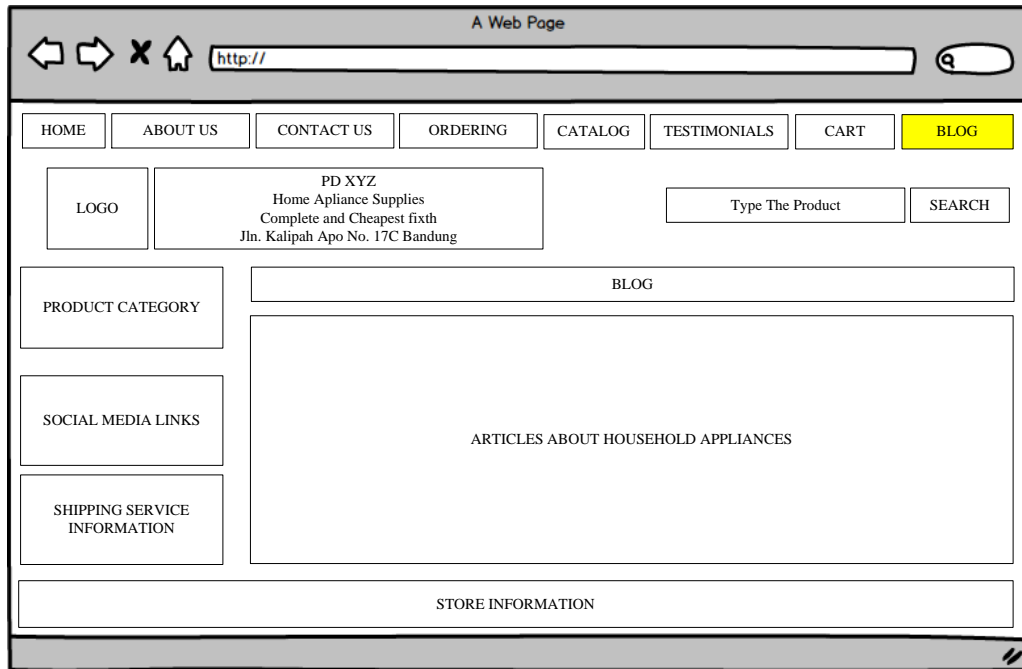 A Web Page
http://
HOME
ABOUT US
CONTACT US
ORDERING
CATALOG
TESTIMONIALS
CART
BLOG
LOGO
PD XYZ
Home Apliance Supplies
Complete and Cheapest fixth
Jln. Kalipah Apo No. 17C Bandung
Type The Product
SEARCH
PRODUCT CATEGORY
BLOG
SOCIAL MEDIA LINKS
ARTICLES ABOUT HOUSEHOLD APPLIANCES
SHIPPING SERVICE
INFORMATION
STORE INFORMATION